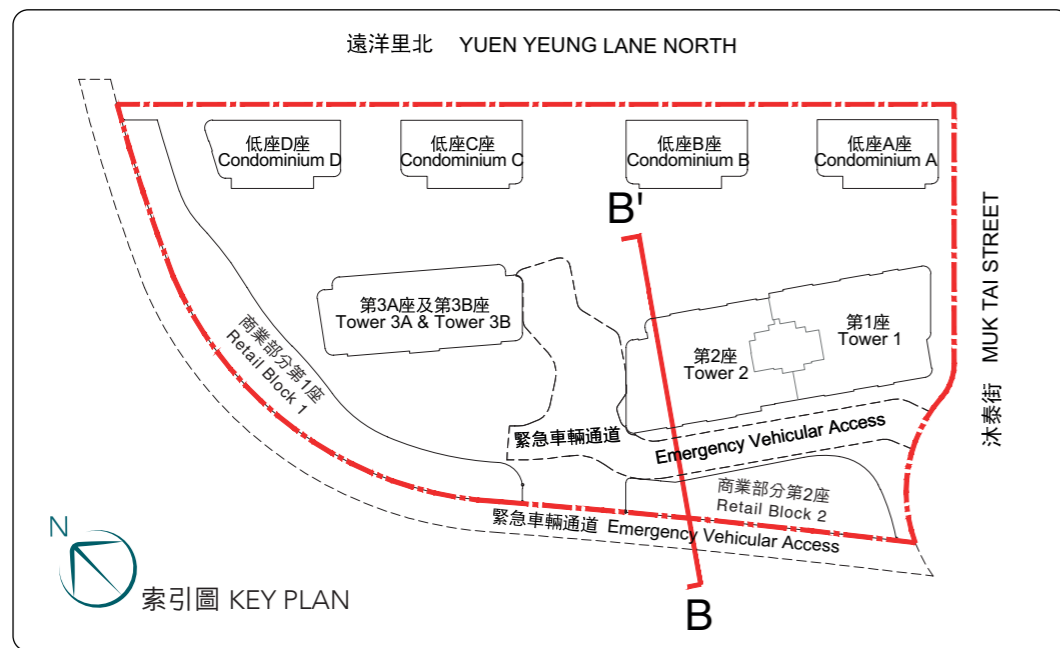 遠洋里北 YUEN YEUNG LANE NORTH
低座D座
Condominium D
低座C座
Condominium C
低座B座
Condominium B
低座A座
Condominium A
B'
沐泰街 MUK TAI STREET
第3A座及第3B座
Tower 3A & Tower 3B
第1座
Tower 1
第2座
Tower 2
商業部分第1座
Retail Block 1
緊急車輛通道 Emergency Vehicular Access
商業部分第2座
Retail Block 2
緊急車輛通道 Emergency Vehicular Access
N
索引圖 KEY PLAN
B